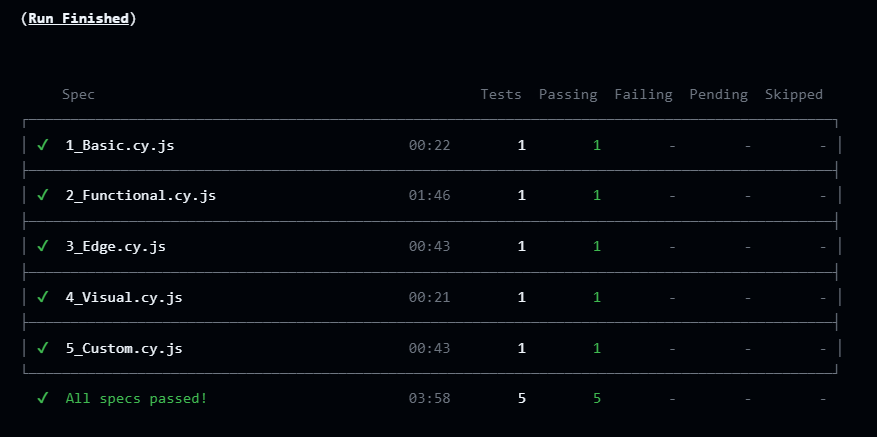 (Run Finished)
Spec Tests Passing Failing Pending Skipped
✓ 1_Basic.cy.js 00:22 1 1 - - -
✓ 2_Functional.cy.js 01:46 1 1 - - -
✓ 3_Edge.cy.js 00:43 1 1 - - -
✓ 4_Visual.cy.js 00:21 1 1 - - -
✓ 5_Custom.cy.js 00:43 1 1 - - -
✓ All specs passed! 03:58 5 5 - - -